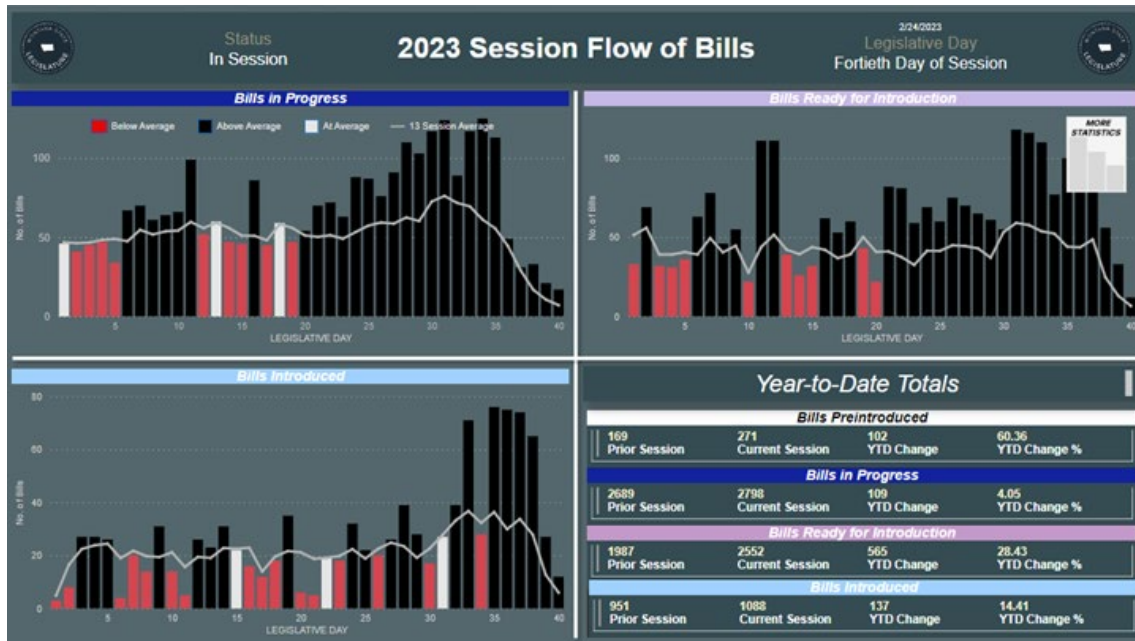 MONTANA STATE
LEGISLATURE
Status
In Session
2023 Session Flow of Bills
2/24/2023
Legislative Day
Fortieth Day of Session
MONTANA STATE
LEGISLATURE
Bills in Progress
Below Average
Above Average
At Average
13 Session Average
No. of Bills
100
50
0
5
10
15
20
25
30
35
40
LEGISLATIVE DAY
Bills Ready for Introduction
MORE
STATISTICS
No. of Bills
100
50
0
5
10
15
20
25
30
35
40
LEGISLATIVE DAY
Bills Introduced
No. of Bills
80
60
40
20
0
5
10
15
20
25
30
35
40
LEGISLATIVE DAY
Year-to-Date Totals
Bills Preintroduced
169 271 102 60.36
Prior Session Current Session YTD Change YTD Change %
Bills in Progress
2689 2798 109 4.05
Prior Session Current Session YTD Change YTD Change %
Bills Ready for Introduction
1987 2552 565 28.43
Prior Session Current Session YTD Change YTD Change %
Bills Introduced
951 1088 137 14.41
Prior Session Current Session YTD Change YTD Change %